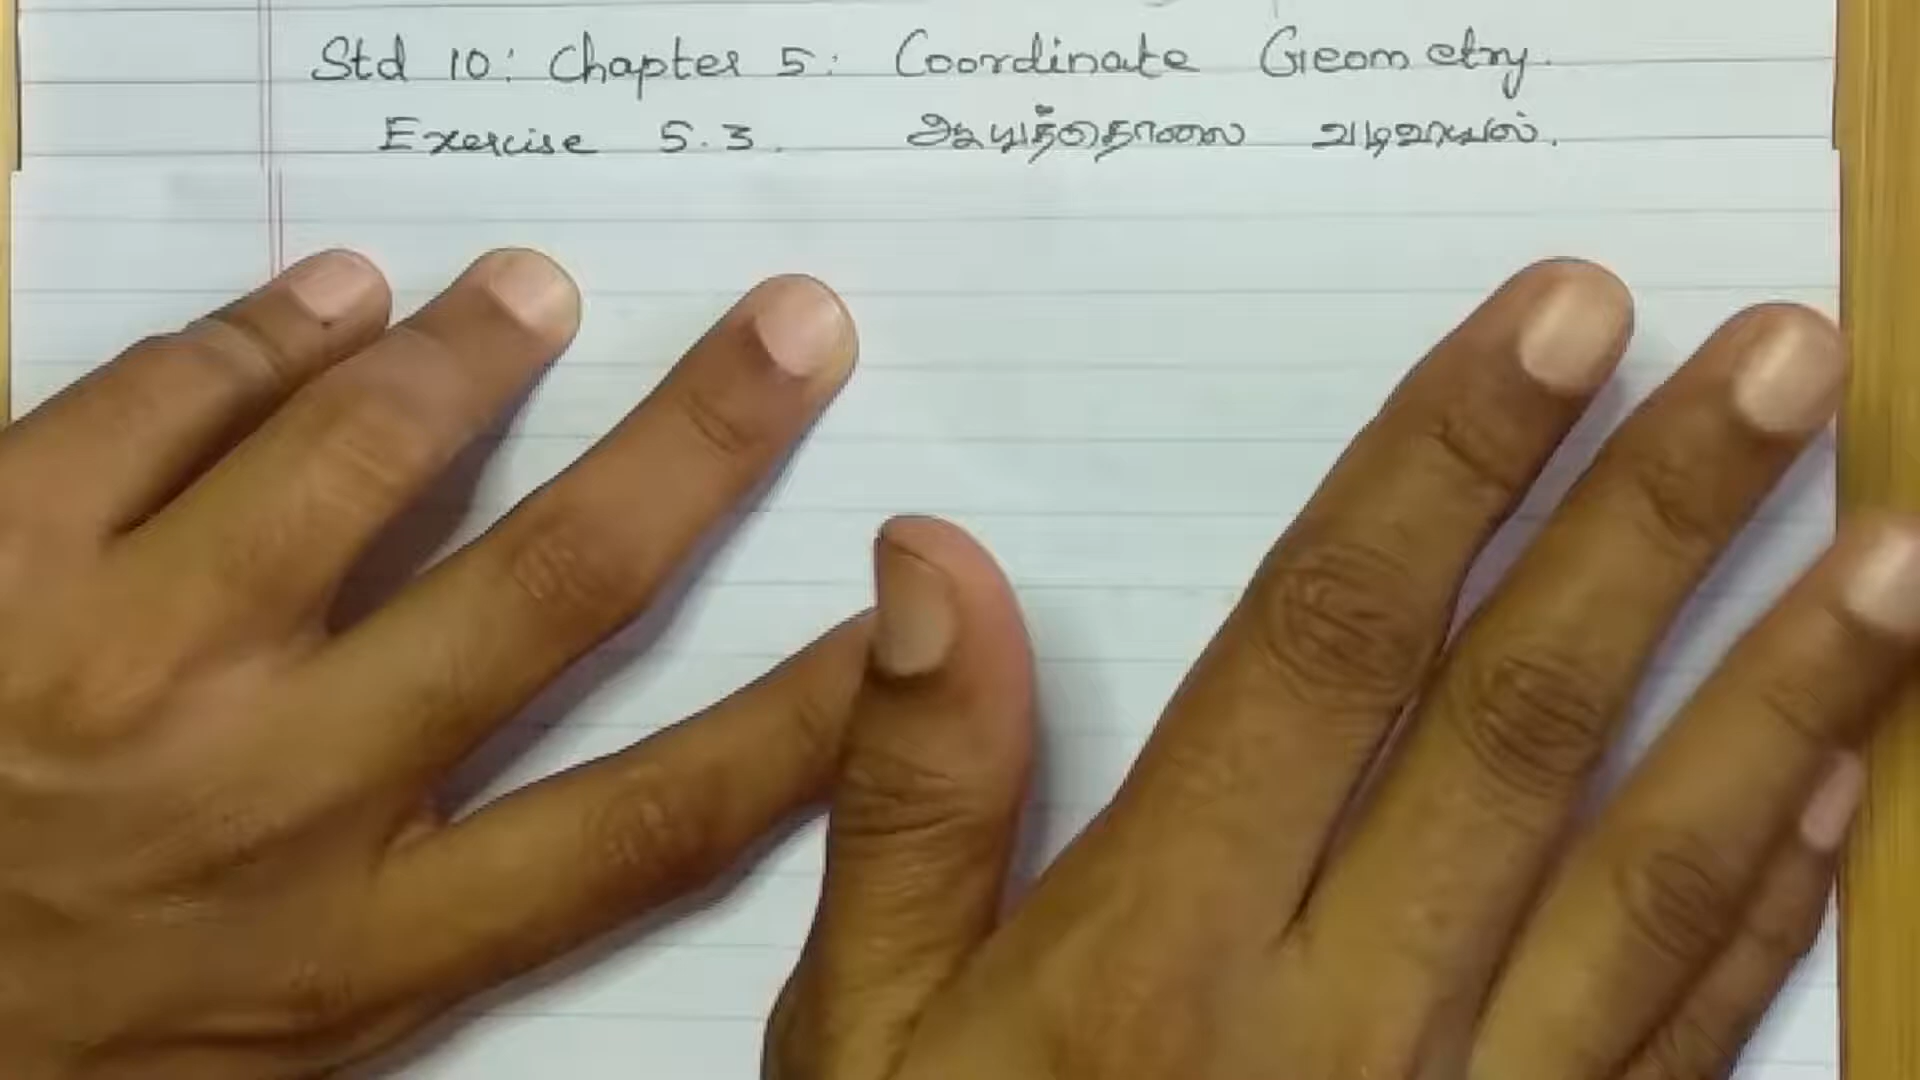 Std 10: Chapter 5: Coordinate Geometry.
Exercise 5.3. ஆயத்தொலை வடிவியல்.